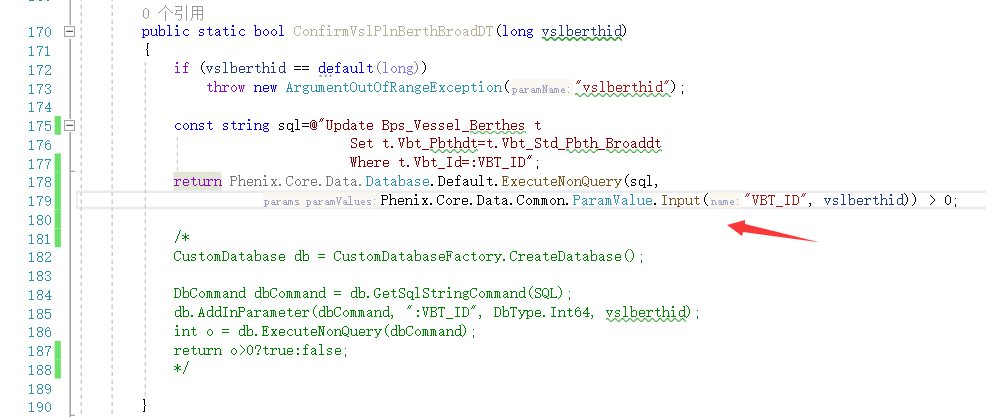 0 个引用
170 public static bool ConfirmVslPlnBerthBroadDT(long vslberthid)
171 {
172 if (vslberthid == default(long))
173 throw new ArgumentOutOfRangeException(paramName: "vslberthid");
174
175 const string sql=@"Update Bps_Vessel_Berthes t
176 Set t.Vbt_Pbthdt=t.Vbt_Std_Pbth_Broaddt
177 Where t.Vbt_Id=:VBT_ID";
178 return Phenix.Core.Data.Database.Default.ExecuteNonQuery(sql,
179 params paramValues: Phenix.Core.Data.Common.ParamValue.Input(name: "VBT_ID", vslberthid)) > 0;
180
181 /*
182 CustomDatabase db = CustomDatabaseFactory.CreateDatabase();
183
184 DbCommand dbCommand = db.GetSqlStringCommand(SQL);
185 db.AddInParameter(dbCommand, ":VBT_ID", DbType.Int64, vslberthid);
186 int o = db.ExecuteNonQuery(dbCommand);
187 return o>0?true:false;
188 */
189
190 }